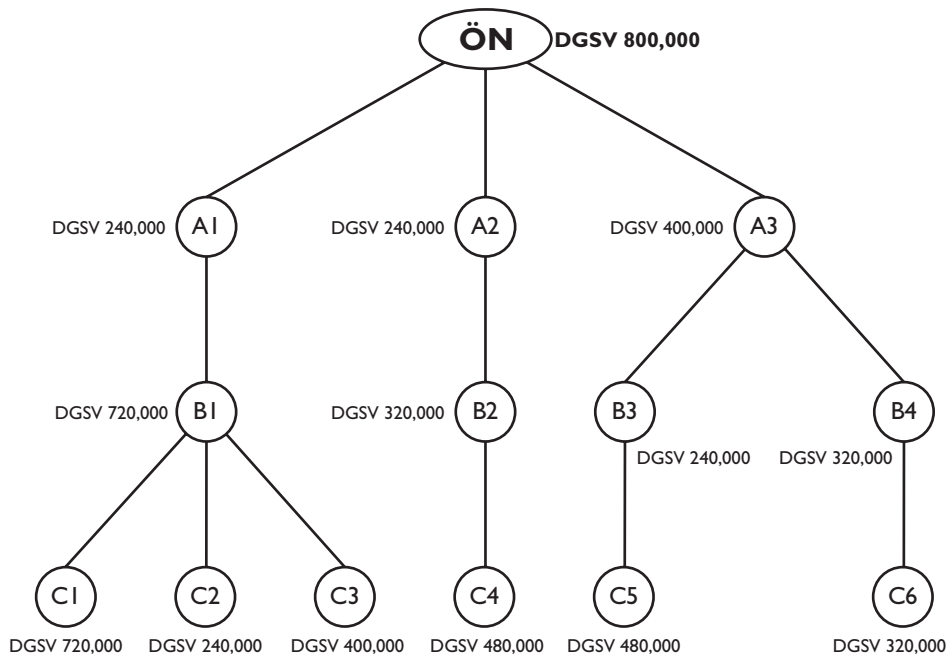 ÖN DGSV 800,000
DGSV 240,000 A1 DGSV 240,000 A2 DGSV 400,000 A3
DGSV 720,000 B1 DGSV 320,000 B2 B3 B4
DGSV 240,000 DGSV 320,000
C1 C2 C3 C4 C5 C6
DGSV 720,000 DGSV 240,000 DGSV 400,000 DGSV 480,000 DGSV 480,000 DGSV 320,000